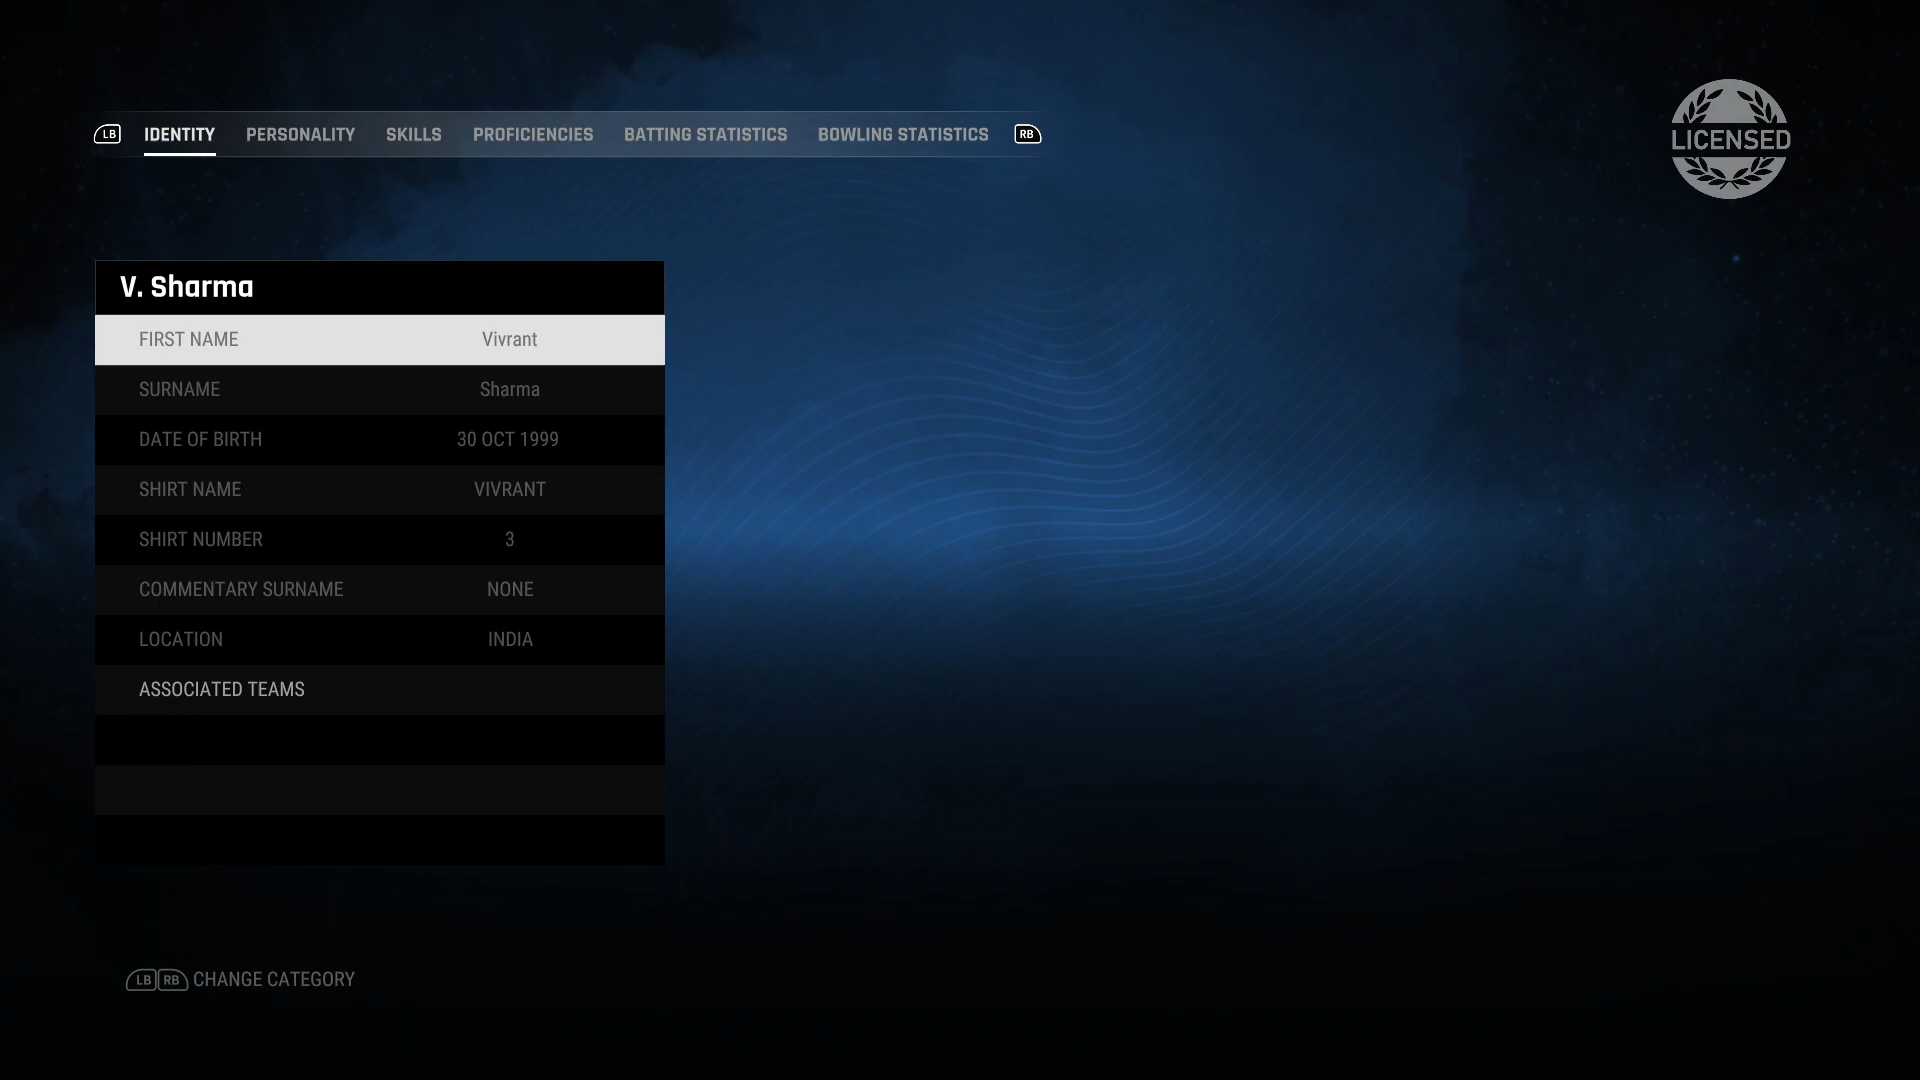 LB IDENTITY PERSONALITY SKILLS PROFICIENCIES BATTING STATISTICS BOWLING STATISTICS RB
LICENSED
V. Sharma
FIRST NAME Vivrant
SURNAME Sharma
DATE OF BIRTH 30 OCT 1999
SHIRT NAME VIVRANT
SHIRT NUMBER 3
COMMENTARY SURNAME NONE
LOCATION INDIA
ASSOCIATED TEAMS
LB RB CHANGE CATEGORY